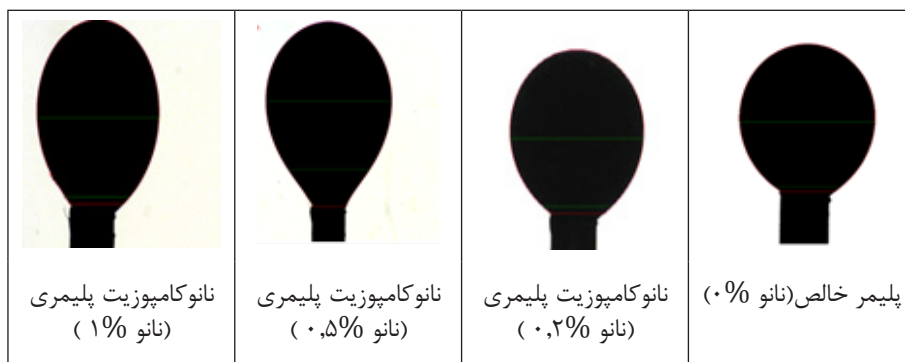 پلیمر خالص(نانو %۰)
نانوکامپوزیت پلیمری
(نانو %۰,۲ )
نانوکامپوزیت پلیمری
(نانو %۰,۵ )
نانوکامپوزیت پلیمری
(نانو %۱ )